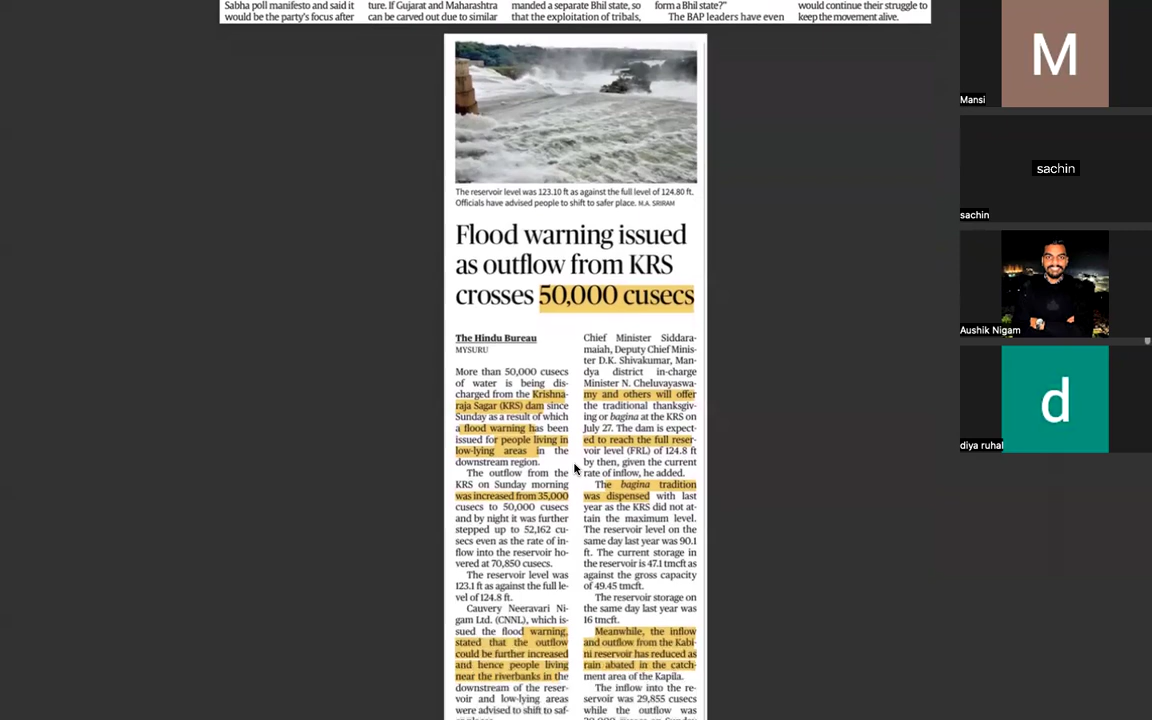 Sabha poll manifesto and said it
would be the party's focus after
ture. If Gujarat and Maharashtra
can be carved out due to similar
manded a separate Bhil state, so
that the exploitation of tribals,
form a Bhil state?"
The BAP leaders have even
would continue their struggle to
keep the movement alive.
The reservoir level was 123.10 ft as against the full level of 124.80 ft.
Officials have advised people to shift to safer place. M.A. SRIRAM
Flood warning issued
as outflow from KRS
crosses 50,000 cusecs
The Hindu Bureau
MYSURU
More than 50,000 cusecs
of water is being dis-
charged from the Krishna-
raja Sagar (KRS) dam since
Sunday as a result of which
a flood warning has been
issued for people living in
low-lying areas in the
downstream region.
The outflow from the
KRS on Sunday morning
was increased from 35,000
cusecs to 50,000 cusecs
and by night it was further
stepped up to 52,162 cu-
secs even as the rate of in-
flow into the reservoir ho-
vered at 70,850 cusecs.
The reservoir level was
123.1 ft as against the full le-
vel of 124.8 ft.
Cauvery Neeravari Ni-
gam Ltd. (CNNL), which is-
sued the flood warning,
stated that the outflow
could be further increased
and hence people living
near the riverbanks in the
downstream of the reser-
voir and low-lying areas
were advised to shift to saf-
Chief Minister Siddara-
maiah, Deputy Chief Minis-
ter D.K. Shivakumar, Man-
dya district in-charge
Minister N. Cheluvayaswa-
my and others will offer
the traditional thanksgiv-
ing or bagina at the KRS on
July 27. The dam is expect-
ed to reach the full reser-
voir level (FRL) of 124.8 ft
by then, given the current
rate of inflow, he added.
The bagina tradition
was dispensed with last
year as the KRS did not at-
tain the maximum level.
The reservoir level on the
same day last year was 90.1
ft. The current storage in
the reservoir is 47.1 tmcft as
against the gross capacity
of 49.45 tmcft.
The reservoir storage on
the same day last year was
16 tmcft.
Meanwhile, the inflow
and outflow from the Kabi-
ni reservoir has reduced as
rain abated in the catch-
ment area of the Kapila.
The inflow into the re-
servoir was 29,855 cusecs
while the outflow was
M
Mansi
sachin
sachin
Aushik Nigam
d
diya ruhal